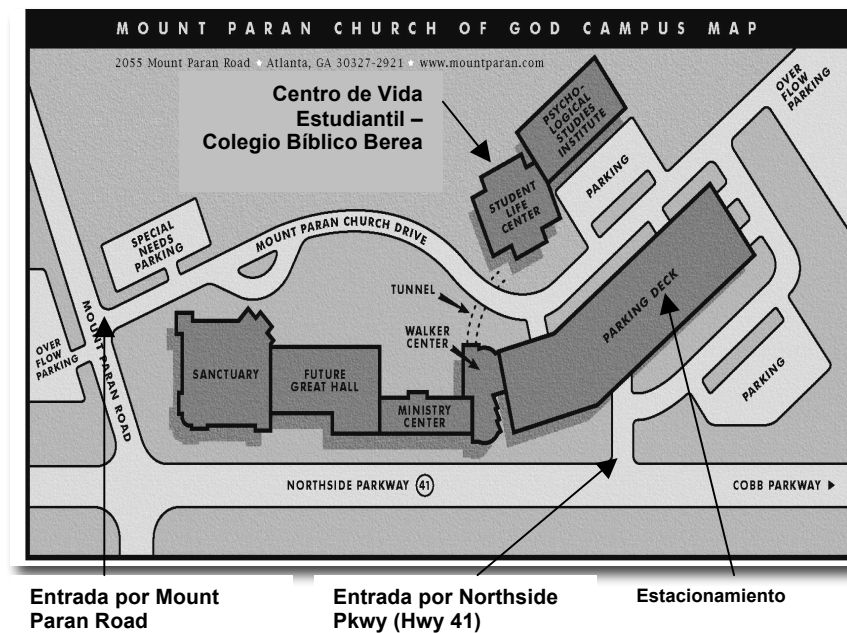 MOUNT PARAN CHURCH OF GOD CAMPUS MAP
2055 Mount Paran Road ★ Atlanta, GA 30327-2921 ★ www.mountparan.com
Centro de Vida
Estudiantil –
Colegio Bíblico Berea
PSYCHO-
LOGICAL
STUDIES
INSTITUTE
OVER
FLOW
PARKING
PARKING
STUDENT
LIFE
CENTER
SPECIAL
NEEDS
PARKING
MOUNT PARAN CHURCH DRIVE
TUNNEL
WALKER
CENTER
PARKING DECK
MOUNT PARAN ROAD
OVER
FLOW
PARKING
SANCTUARY
FUTURE
GREAT HALL
MINISTRY
CENTER
PARKING
NORTHSIDE PARKWAY 41
COBB PARKWAY ►
Entrada por Mount
Paran Road
Entrada por Northside
Pkwy (Hwy 41)
Estacionamiento